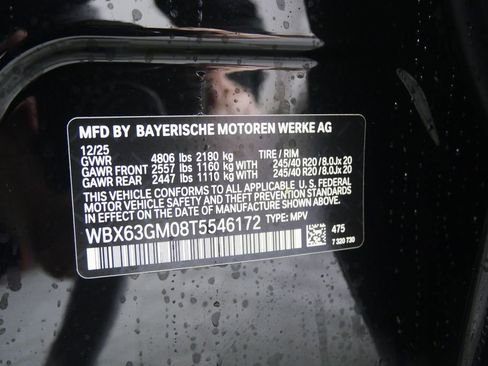 MFD BY BAYERISCHE MOTOREN WERKE AG
12/25
GVWR 4806 lbs 2180 kg TIRE / RIM
GAWR FRONT 2557 lbs 1160 kg WITH 245/40 R20 / 8.0J x 20
GAWR REAR 2447 lbs 1110 kg WITH 245/40 R20 / 8.0J x 20
THIS VEHICLE CONFORMS TO ALL APPLICABLE U. S. FEDERAL
MOTOR VEHICLE SAFETY AND THEFT PREVENTION STANDARDS
IN EFFECT ON THE DATE OF MANUFACTURE SHOWN ABOVE.
WBX63GM08T5546172 TYPE: MPV
475
7 320 730